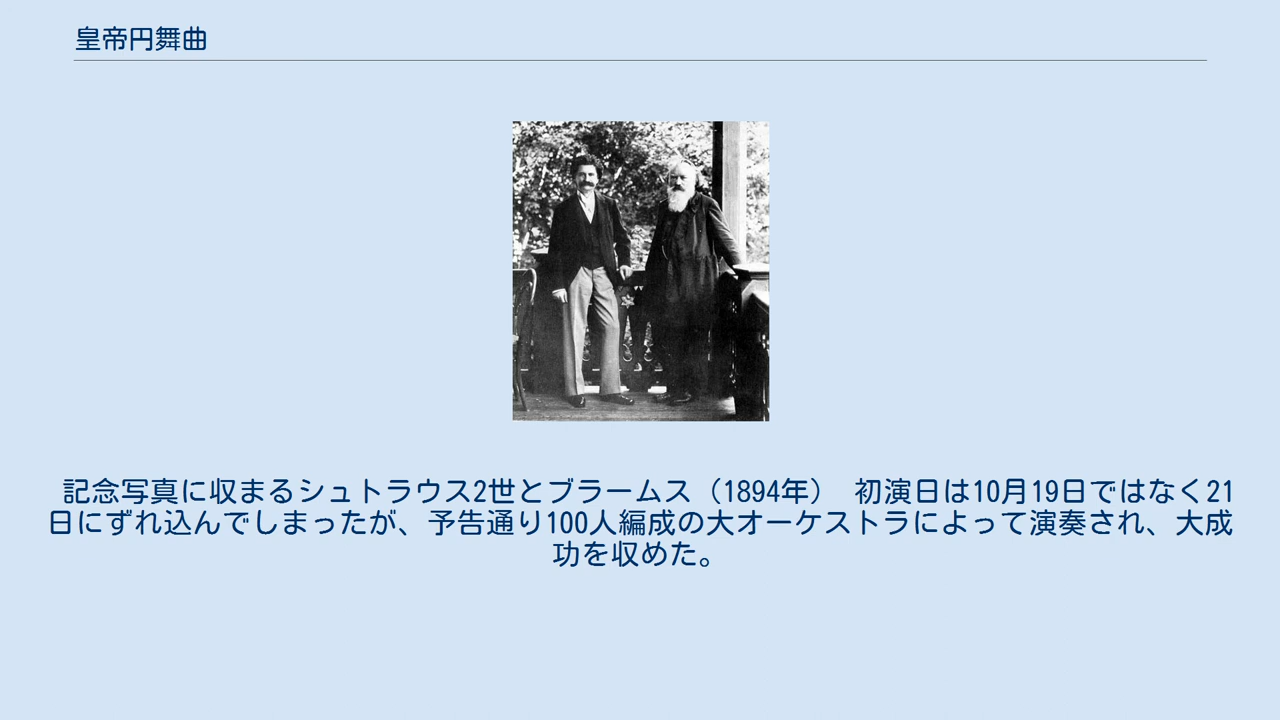 皇帝円舞曲
記念写真に収まるシュトラウス2世とブラームス（1894年）　初演日は10月19日ではなく21
日にずれ込んでしまったが、予告通り100人編成の大オーケストラによって演奏され、大成
功を収めた。